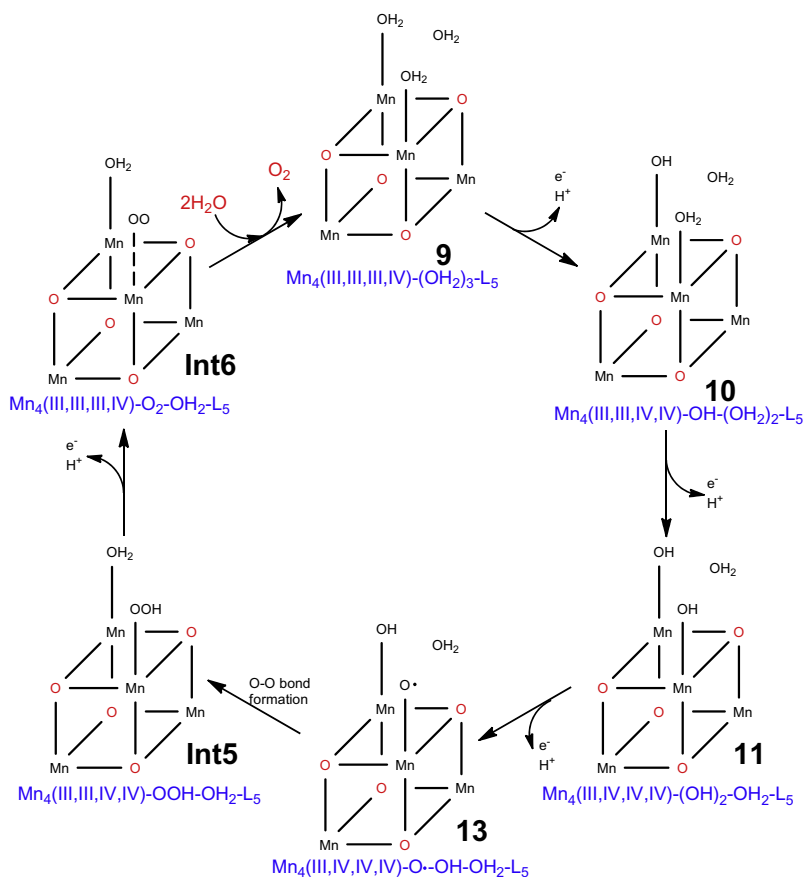 OH2
OH2
OH2
Mn
O
O
Mn
O
Mn
Mn
O
9
Mn4(III,III,III,IV)-(OH2)3-L5
e-
H+
OH
OH2
OH2
Mn
O
O
Mn
O
Mn
Mn
O
10
Mn4(III,III,IV,IV)-OH-(OH2)2-L5
e-
H+
OH
OH2
OH
Mn
O
O
Mn
O
Mn
Mn
O
11
Mn4(III,IV,IV,IV)-(OH)2-OH2-L5
e-
H+
OH
OH2
O•
Mn
O
O
Mn
O
Mn
Mn
O
13
Mn4(III,IV,IV,IV)-O•-OH-OH2-L5
O-O bond
formation
OH2
OOH
Mn
O
O
Mn
O
Mn
Mn
O
Int5
Mn4(III,III,IV,IV)-OOH-OH2-L5
e-
H+
OH2
OO
Mn
O
O
Mn
O
Mn
Mn
O
Int6
Mn4(III,III,III,IV)-O2-OH2-L5
2H2O
O2